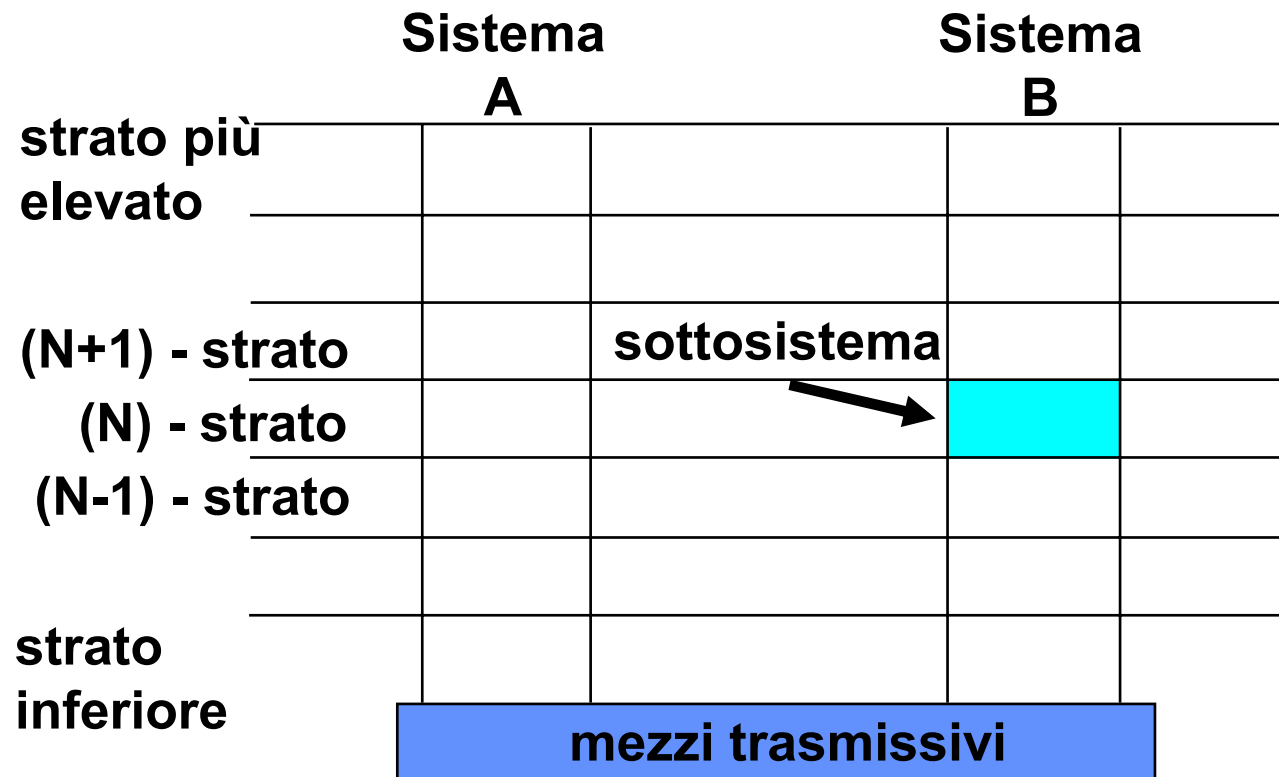 Sistema
A
Sistema
B
strato più
elevato
(N+1) - strato
sottosistema
(N) - strato
(N-1) - strato
strato
inferiore
mezzi trasmissivi